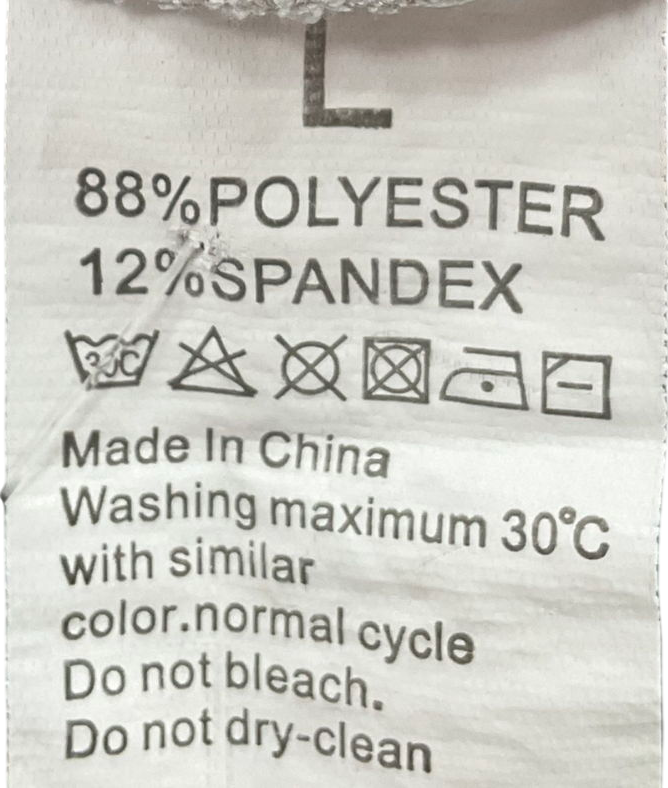 L
88%POLYESTER
12%SPANDEX
30C
Made In China
Washing maximum 30°C
with similar
color.normal cycle
Do not bleach.
Do not dry-clean